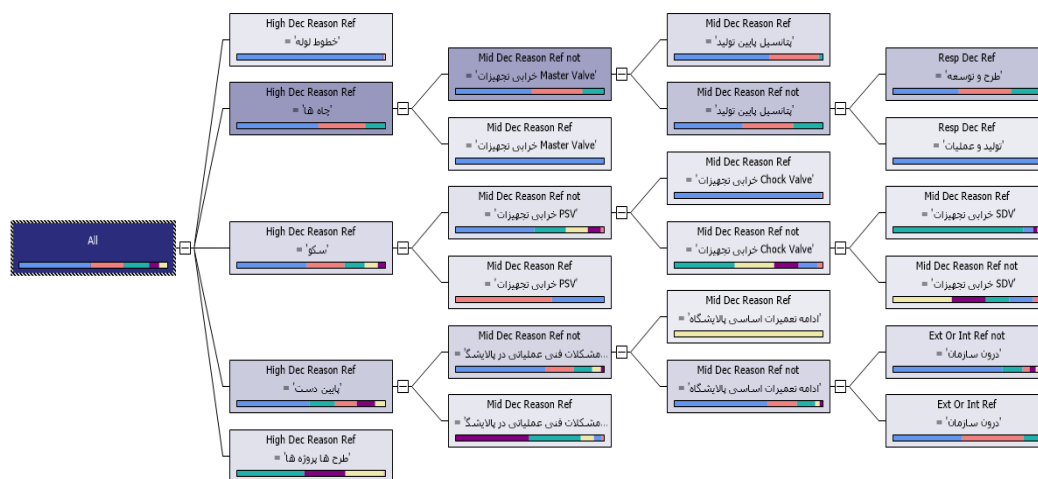 All
High Dec Reason Ref
= 'خطوط لوله'
High Dec Reason Ref
= 'چاه ها'
High Dec Reason Ref
= 'سکو'
High Dec Reason Ref
= 'پایین دست'
High Dec Reason Ref
= 'طرح ها پروژه ها'
Mid Dec Reason Ref not
= 'خرابی تجهیزات Master Valve'
Mid Dec Reason Ref
= 'خرابی تجهیزات Master Valve'
Mid Dec Reason Ref not
= 'خرابی تجهیزات PSV'
Mid Dec Reason Ref
= 'خرابی تجهیزات PSV'
Mid Dec Reason Ref not
= 'مشکلات فنی عملیاتی در پالایشگ...
Mid Dec Reason Ref
= 'مشکلات فنی عملیاتی در پالایشگ...
Mid Dec Reason Ref
= 'پتانسیل پایین تولید'
Mid Dec Reason Ref not
= 'پتانسیل پایین تولید'
Mid Dec Reason Ref
= 'خرابی تجهیزات Chock Valve'
Mid Dec Reason Ref not
= 'خرابی تجهیزات Chock Valve'
Mid Dec Reason Ref
= 'ادامه تعمیرات اساسی پالایشگاه'
Mid Dec Reason Ref not
= 'ادامه تعمیرات اساسی پالایشگاه'
Resp Dec Ref
= 'طرح و توسعه'
Resp Dec Ref
= 'تولید و عملیات'
Mid Dec Reason Ref
= 'خرابی تجهیزات SDV'
Mid Dec Reason Ref not
= 'خرابی تجهیزات SDV'
Ext Or Int Ref not
= 'درون سازمان'
Ext Or Int Ref
= 'درون سازمان'